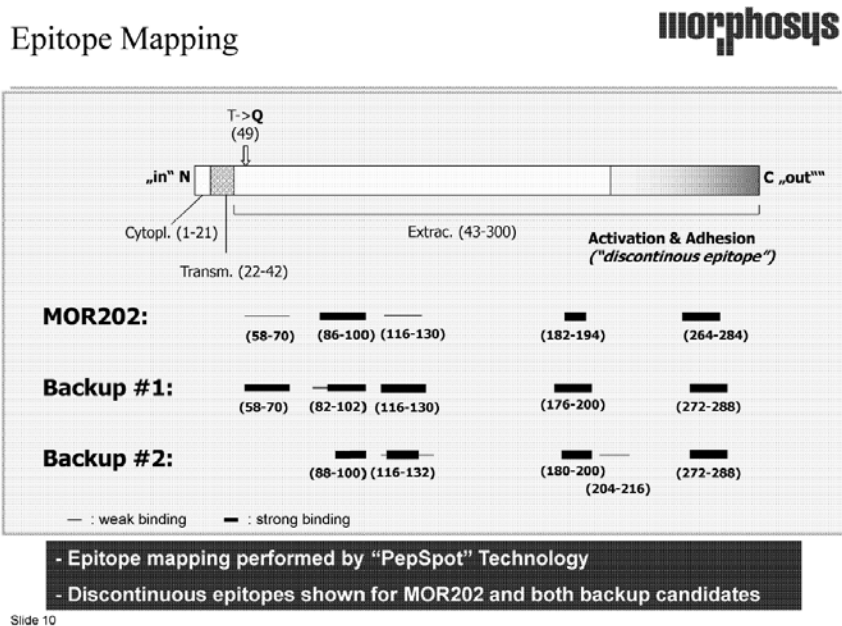 Epitope Mapping
morphosys
T->Q
(49)
„in“ N
C „out““
Cytopl. (1-21)
Extrac. (43-300)
Transm. (22-42)
Activation & Adhesion
("discontinous epitope")
MOR202:
(58-70) (86-100) (116-130) (182-194) (264-284)
Backup #1:
(58-70) (82-102) (116-130) (176-200) (272-288)
Backup #2:
(88-100) (116-132) (180-200) (272-288)
(204-216)
— : weak binding ▬ : strong binding
- Epitope mapping performed by “PepSpot” Technology
- Discontinuous epitopes shown for MOR202 and both backup candidates
Slide 10